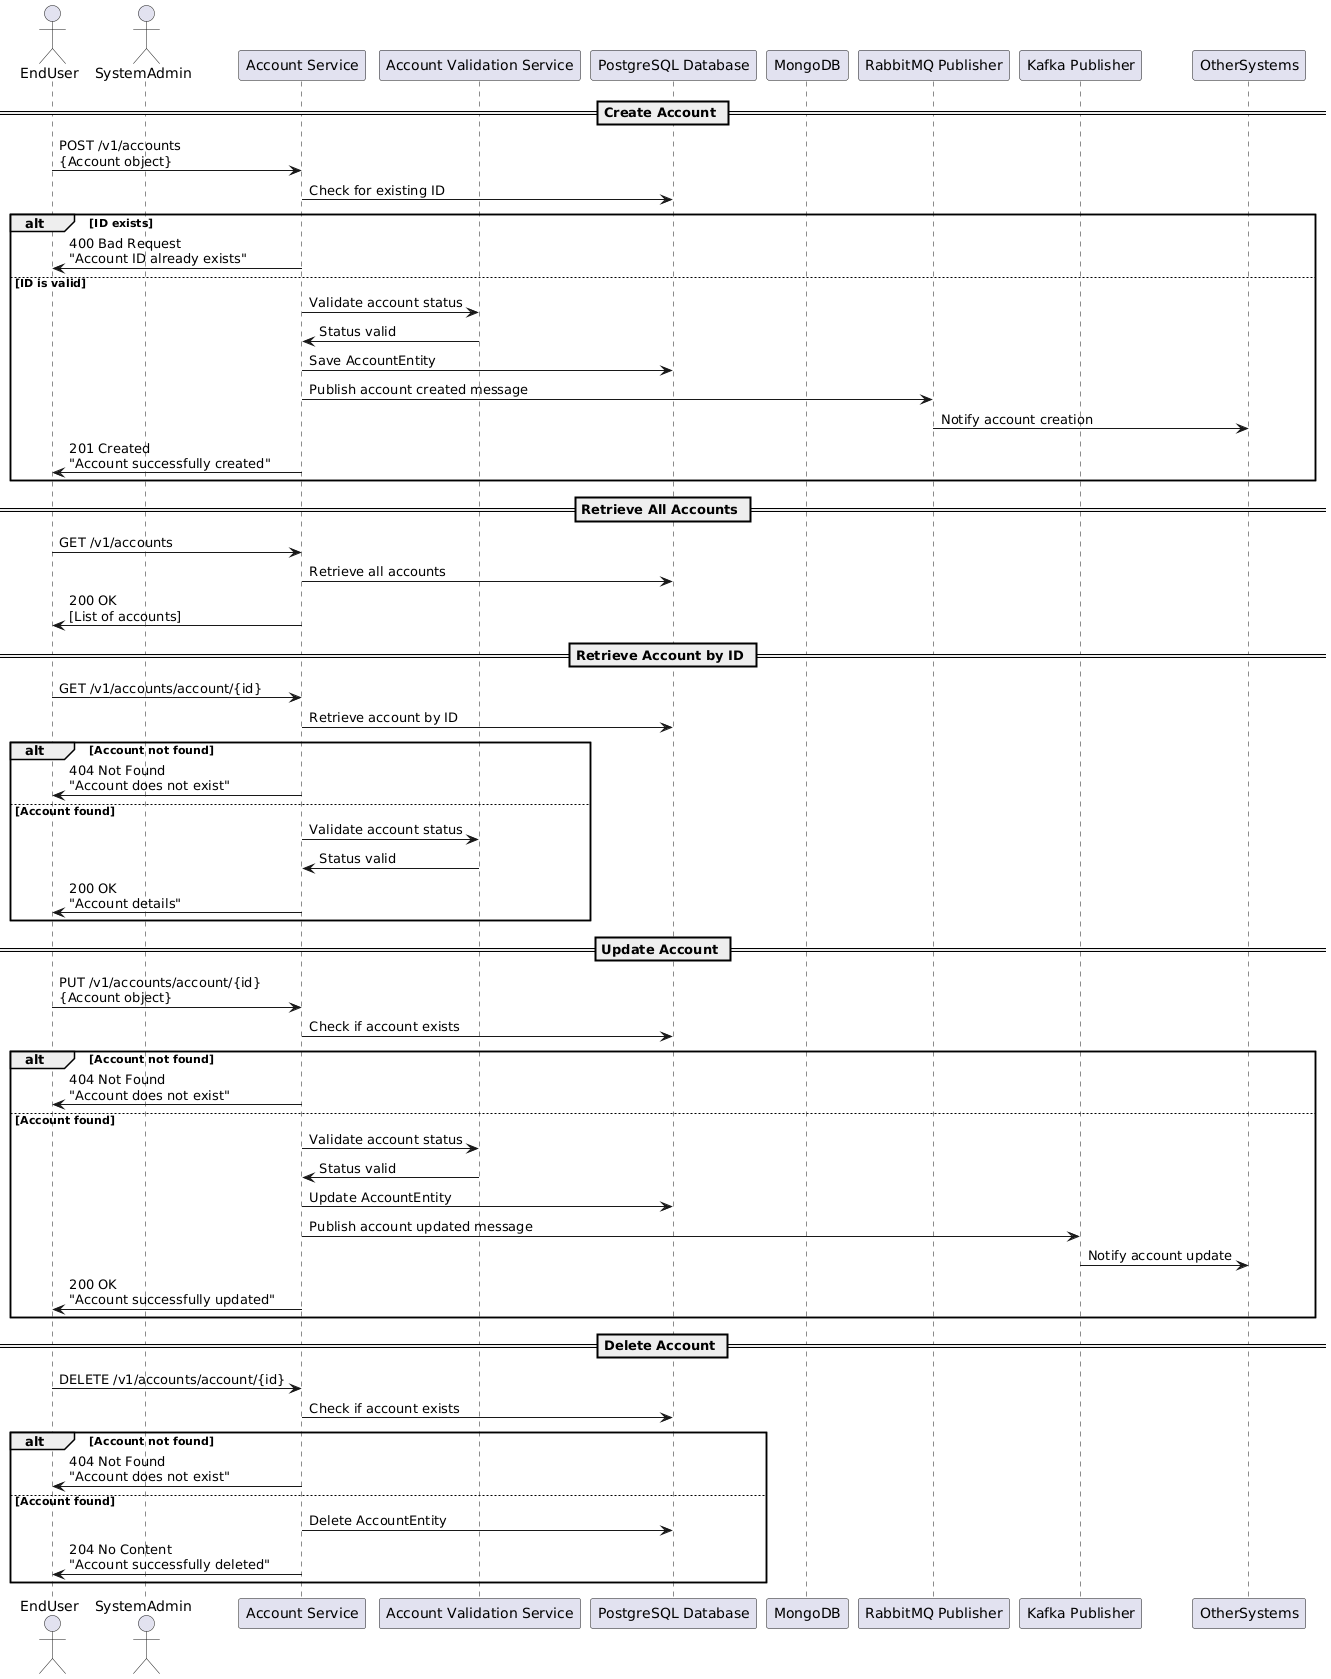 EndUser
SystemAdmin
Account Service
Account Validation Service
PostgreSQL Database
MongoDB
RabbitMQ Publisher
Kafka Publisher
OtherSystems
Create Account
POST /v1/accounts
{Account object}
Check for existing ID
alt
[ID exists]
400 Bad Request
"Account ID already exists"
[ID is valid]
Validate account status
Status valid
Save AccountEntity
Publish account created message
Notify account creation
201 Created
"Account successfully created"
Retrieve All Accounts
GET /v1/accounts
Retrieve all accounts
200 OK
[List of accounts]
Retrieve Account by ID
GET /v1/accounts/account/{id}
Retrieve account by ID
alt
[Account not found]
404 Not Found
"Account does not exist"
[Account found]
Validate account status
Status valid
200 OK
"Account details"
Update Account
PUT /v1/accounts/account/{id}
{Account object}
Check if account exists
alt
[Account not found]
404 Not Found
"Account does not exist"
[Account found]
Validate account status
Status valid
Update AccountEntity
Publish account updated message
Notify account update
200 OK
"Account successfully updated"
Delete Account
DELETE /v1/accounts/account/{id}
Check if account exists
alt
[Account not found]
404 Not Found
"Account does not exist"
[Account found]
Delete AccountEntity
204 No Content
"Account successfully deleted"
EndUser
SystemAdmin
Account Service
Account Validation Service
PostgreSQL Database
MongoDB
RabbitMQ Publisher
Kafka Publisher
OtherSystems